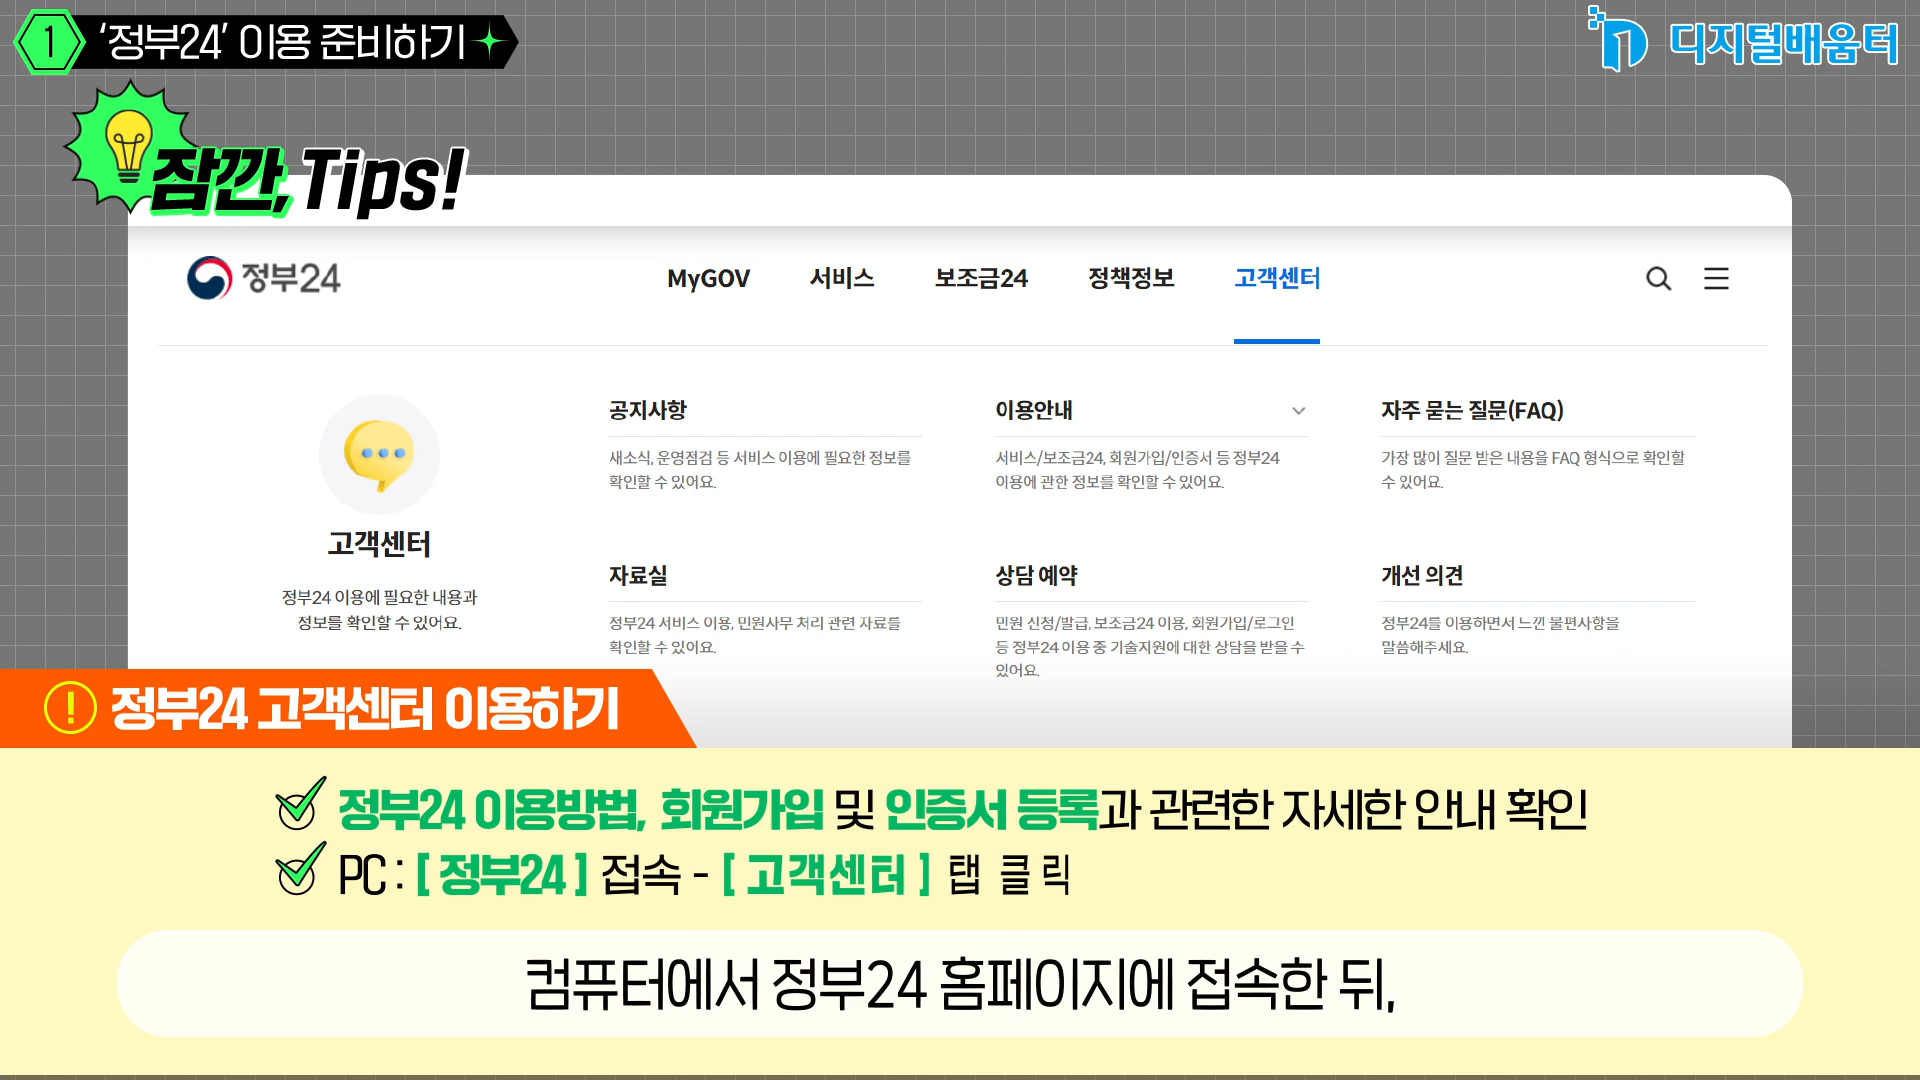 1 '정부24' 이용 준비하기
디지털배움터
잠깐, Tips!
정부24
MyGOV 서비스 보조금24 정책정보 고객센터
고객센터
정부24 이용에 필요한 내용과
정보를 확인할 수 있어요.
공지사항
새소식, 운영점검 등 서비스 이용에 필요한 정보를
확인할 수 있어요.
이용안내
서비스/보조금24, 회원가입/인증서 등 정부24
이용에 관한 정보를 확인할 수 있어요.
자주 묻는 질문(FAQ)
가장 많이 질문 받은 내용을 FAQ 형식으로 확인할
수 있어요.
자료실
정부24 서비스 이용, 민원사무 처리 관련 자료를
확인할 수 있어요.
상담 예약
민원 신청/발급, 보조금24 이용, 회원가입/로그인
등 정부24 이용 중 기술지원에 대한 상담을 받을 수
있어요.
개선 의견
정부24를 이용하면서 느낀 불편사항을
말씀해주세요.
! 정부24 고객센터 이용하기
정부24 이용방법, 회원가입 및 인증서 등록과 관련한 자세한 안내 확인
PC : [ 정부24 ] 접속 - [ 고객센터 ] 탭 클릭
컴퓨터에서 정부24 홈페이지에 접속한 뒤,